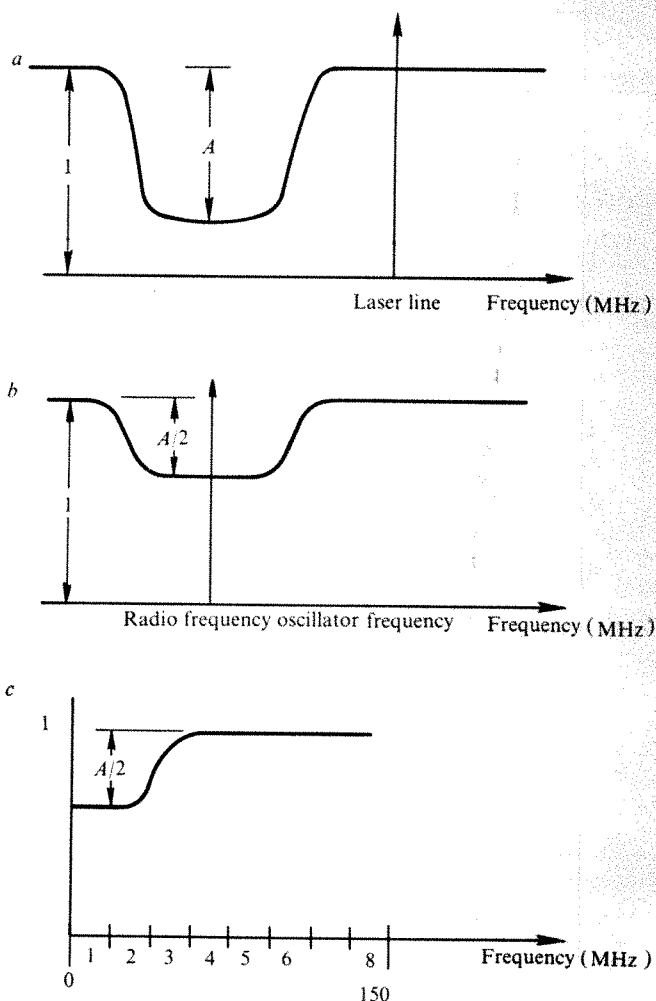 a
1
A
Laser line Frequency (MHz)
b
A/2
1
Radio frequency oscillator frequency Frequency (MHz)
c
1
A/2
1 2 3 4 5 6 8 Frequency (MHz)
0 150